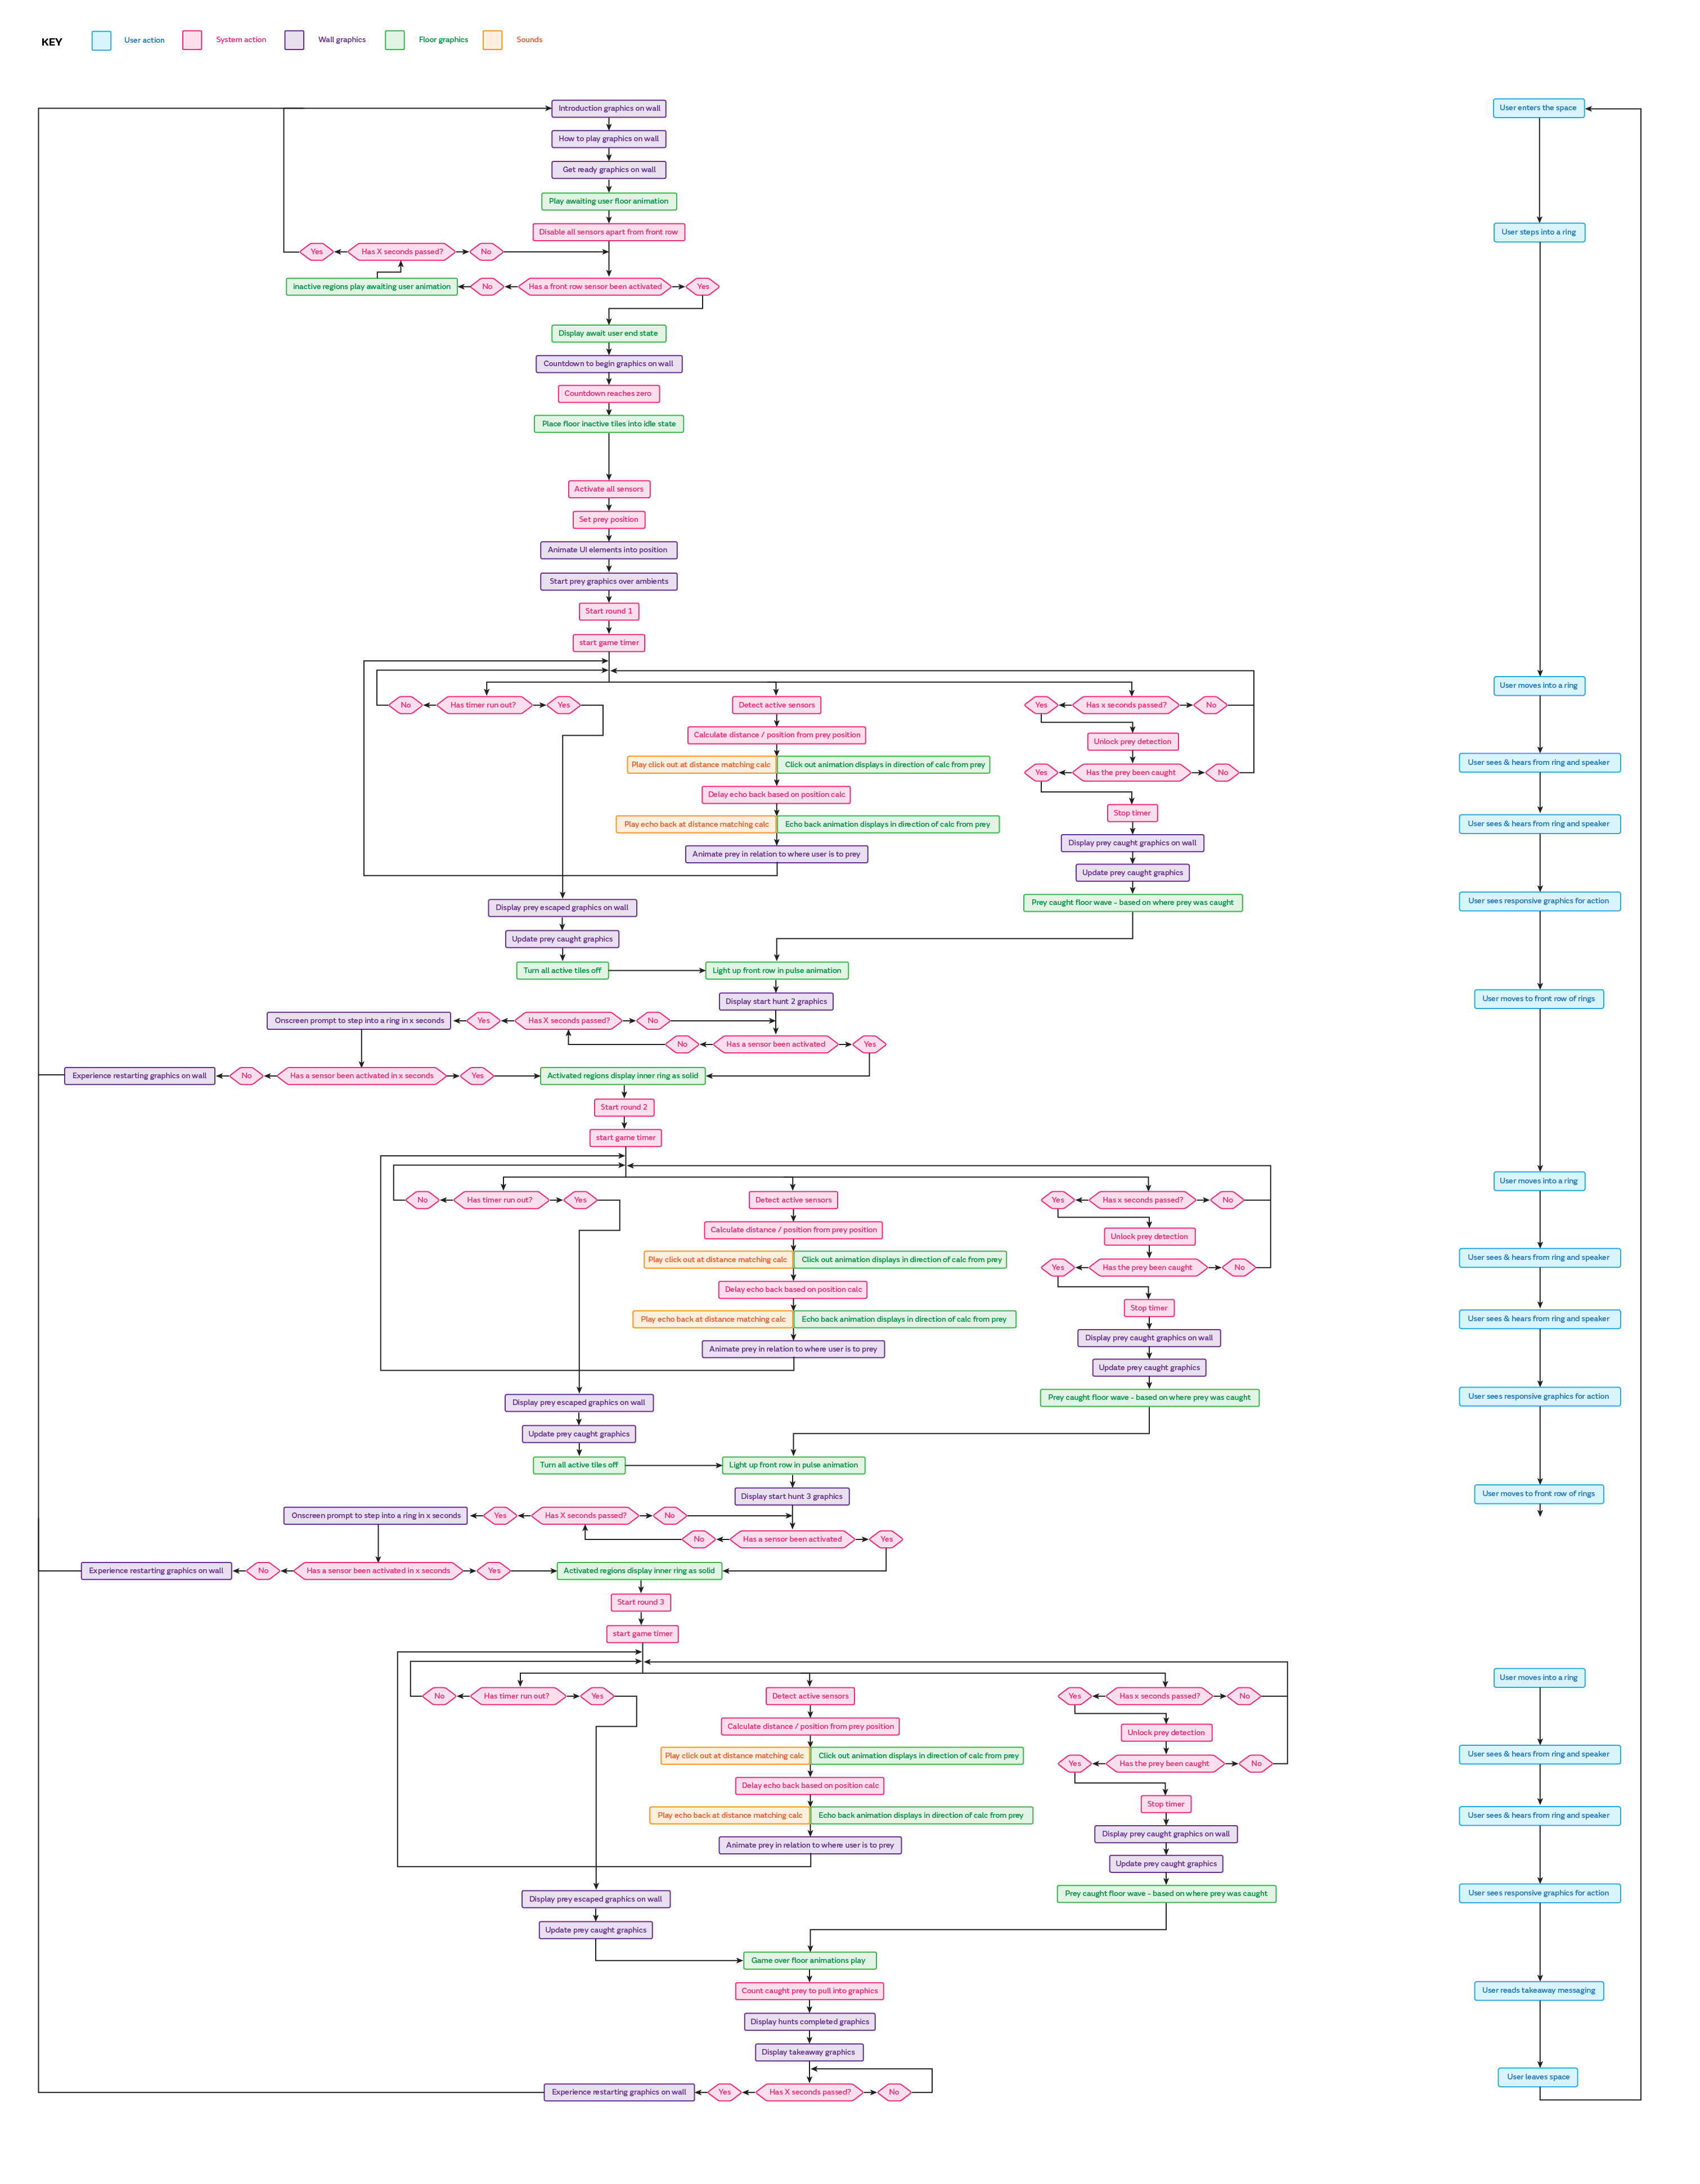 KEY
User action
System action
Wall graphics
Floor graphics
Sounds
Introduction graphics on wall
User enters the space
How to play graphics on wall
Get ready graphics on wall
Play awaiting user floor animation
Disable all sensors apart from front row
User steps into a ring
Yes
Has X seconds passed?
No
inactive regions play awaiting user animation
No
Has a front row sensor been activated
Yes
Display await user end state
Countdown to begin graphics on wall
Countdown reaches zero
Place floor inactive tiles into idle state
Activate all sensors
Set prey position
Animate UI elements into position
Start prey graphics over ambients
Start round 1
start game timer
User moves into a ring
No
Has timer run out?
Yes
Detect active sensors
Yes
Has x seconds passed?
No
Calculate distance / position from prey position
Unlock prey detection
Play click out at distance matching calc
Click out animation displays in direction of calc from prey
User sees & hears from ring and speaker
Yes
Has the prey been caught
No
Delay echo back based on position calc
Stop timer
Play echo back at distance matching calc
Echo back animation displays in direction of calc from prey
User sees & hears from ring and speaker
Display prey caught graphics on wall
Animate prey in relation to where user is to prey
Update prey caught graphics
Display prey escaped graphics on wall
Prey caught floor wave - based on where prey was caught
User sees responsive graphics for action
Update prey caught graphics
Turn all active tiles off
Light up front row in pulse animation
Display start hunt 2 graphics
User moves to front row of rings
Onscreen prompt to step into a ring in x seconds
Yes
Has X seconds passed?
No
No
Has a sensor been activated
Yes
Experience restarting graphics on wall
No
Has a sensor been activated in x seconds
Yes
Activated regions display inner ring as solid
Start round 2
start game timer
User moves into a ring
No
Has timer run out?
Yes
Detect active sensors
Yes
Has x seconds passed?
No
Calculate distance / position from prey position
Unlock prey detection
Play click out at distance matching calc
Click out animation displays in direction of calc from prey
User sees & hears from ring and speaker
Yes
Has the prey been caught
No
Delay echo back based on position calc
Stop timer
Play echo back at distance matching calc
Echo back animation displays in direction of calc from prey
User sees & hears from ring and speaker
Display prey caught graphics on wall
Animate prey in relation to where user is to prey
Update prey caught graphics
Display prey escaped graphics on wall
Prey caught floor wave - based on where prey was caught
User sees responsive graphics for action
Update prey caught graphics
Turn all active tiles off
Light up front row in pulse animation
Display start hunt 3 graphics
User moves to front row of rings
Onscreen prompt to step into a ring in x seconds
Yes
Has X seconds passed?
No
No
Has a sensor been activated
Yes
Experience restarting graphics on wall
No
Has a sensor been activated in x seconds
Yes
Activated regions display inner ring as solid
Start round 3
start game timer
User moves into a ring
No
Has timer run out?
Yes
Detect active sensors
Yes
Has x seconds passed?
No
Calculate distance / position from prey position
Unlock prey detection
Play click out at distance matching calc
Click out animation displays in direction of calc from prey
User sees & hears from ring and speaker
Yes
Has the prey been caught
No
Delay echo back based on position calc
Stop timer
Play echo back at distance matching calc
Echo back animation displays in direction of calc from prey
User sees & hears from ring and speaker
Display prey caught graphics on wall
Animate prey in relation to where user is to prey
Update prey caught graphics
Display prey escaped graphics on wall
Prey caught floor wave - based on where prey was caught
User sees responsive graphics for action
Update prey caught graphics
Game over floor animations play
Count caught prey to pull into graphics
User reads takeaway messaging
Display hunts completed graphics
Display takeaway graphics
User leaves space
Experience restarting graphics on wall
Yes
Has X seconds passed?
No